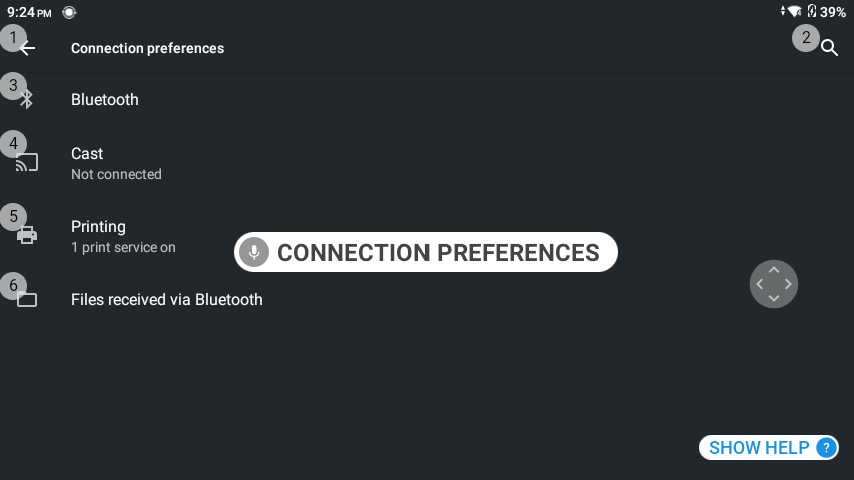 9:24 PM 39%
1 Connection preferences 2
3 Bluetooth
4 Cast
Not connected
5 Printing
1 print service on
CONNECTION PREFERENCES
6 Files received via Bluetooth
SHOW HELP ?